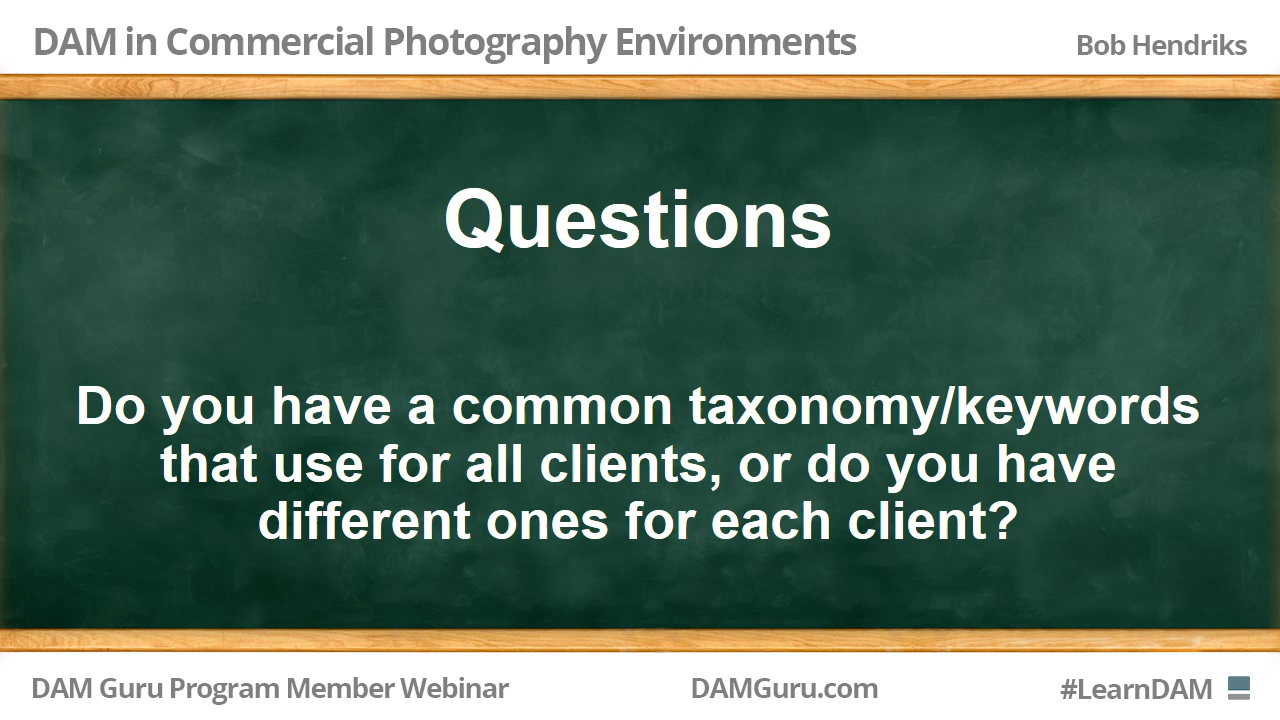 DAM in Commercial Photography Environments
Bob Hendriks
Questions
Do you have a common taxonomy/keywords
that use for all clients, or do you have
different ones for each client?
DAM Guru Program Member Webinar
DAMGuru.com
#LearnDAM